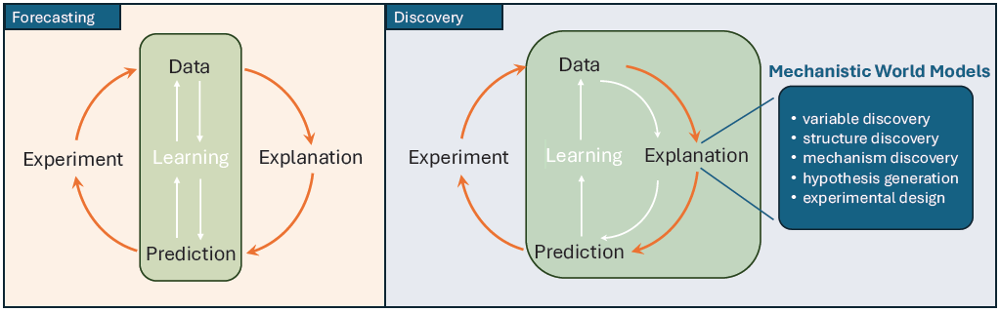 Forecasting
Data
Experiment
Learning
Explanation
Prediction
Discovery
Data
Experiment
Learning
Explanation
Prediction
Mechanistic World Models
• variable discovery
• structure discovery
• mechanism discovery
• hypothesis generation
• experimental design